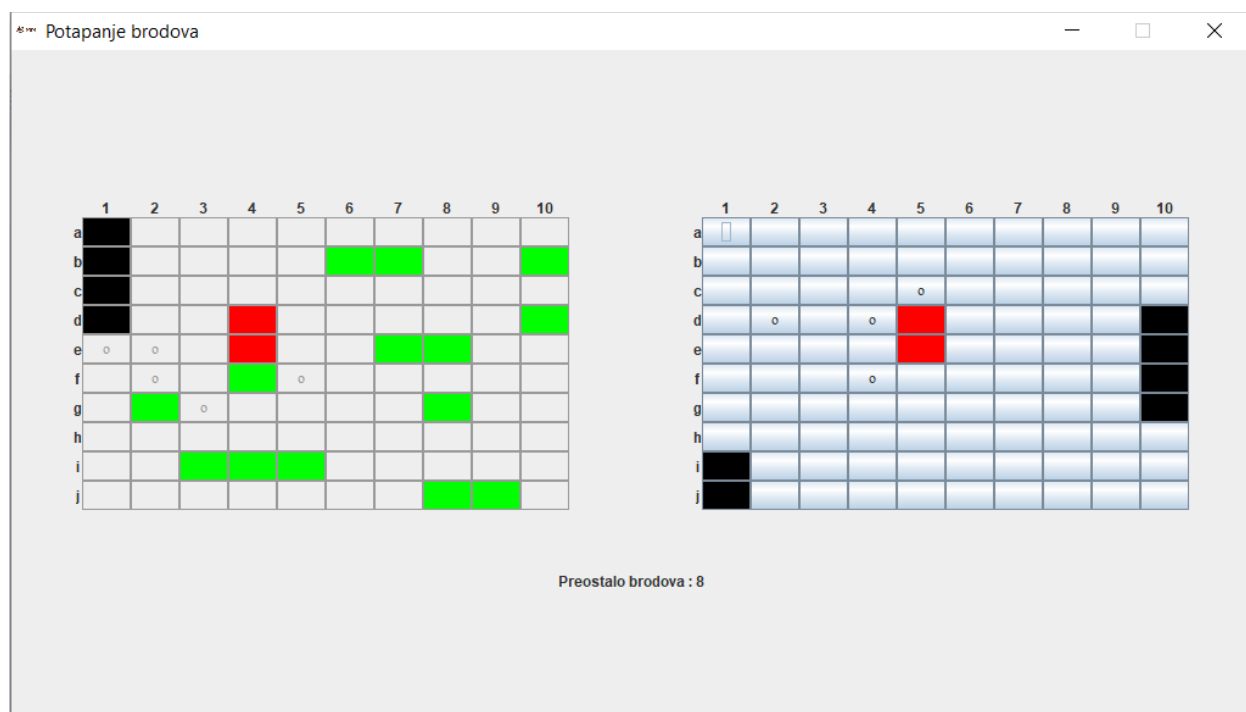 Potapanje brodova
1 2 3 4 5 6 7 8 9 10
a
b
c
d
e o o
f o o
g o
h
i
j
1 2 3 4 5 6 7 8 9 10
a
b
c o
d o o
e
f o
g
h
i
j
Preostalo brodova : 8